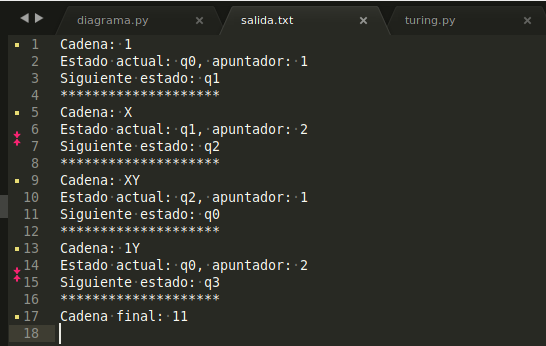 diagrama.py
salida.txt
turing.py
1 Cadena: 1
2 Estado actual: q0, apuntador: 1
3 Siguiente estado: q1
4 ********************
5 Cadena: X
6 Estado actual: q1, apuntador: 2
7 Siguiente estado: q2
8 ********************
9 Cadena: XY
10 Estado actual: q2, apuntador: 1
11 Siguiente estado: q0
12 ********************
13 Cadena: 1Y
14 Estado actual: q0, apuntador: 2
15 Siguiente estado: q3
16 ********************
17 Cadena final: 11
18